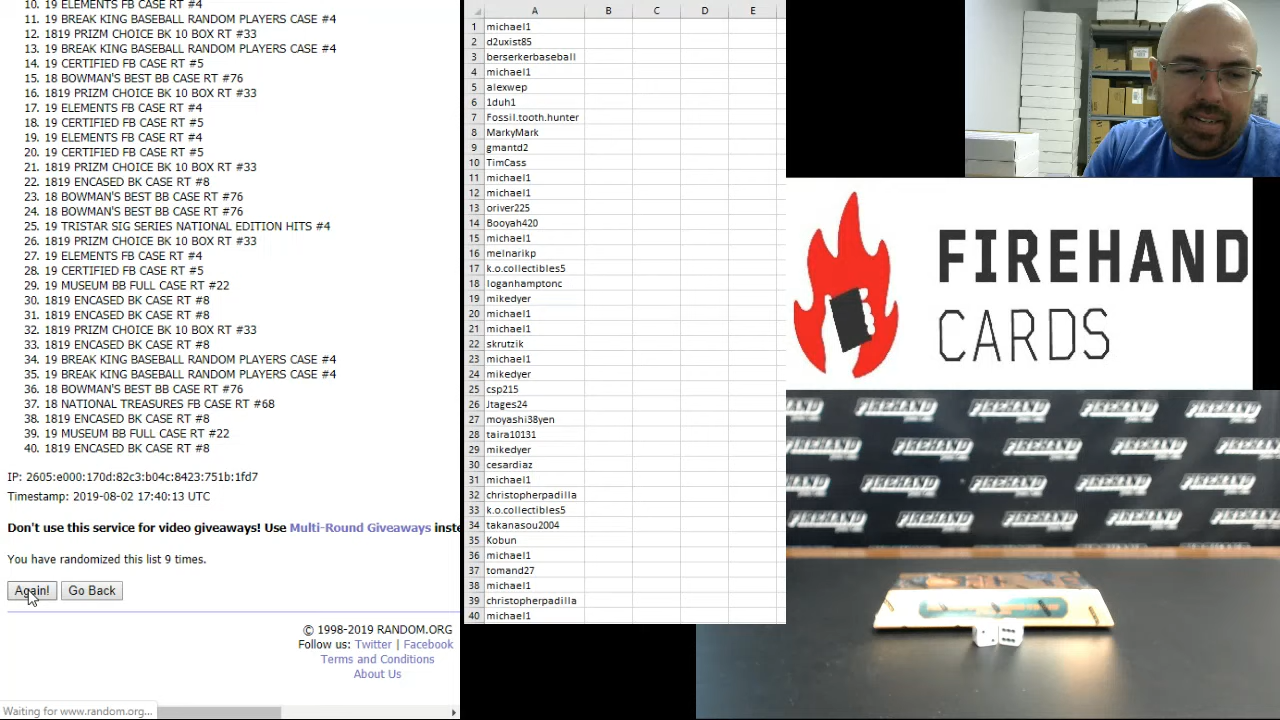 10. 19 ELEMENTS FB CASE RT #4
11. 19 BREAK KING BASEBALL RANDOM PLAYERS CASE #4
12. 1819 PRIZM CHOICE BK 10 BOX RT #33
13. 19 BREAK KING BASEBALL RANDOM PLAYERS CASE #4
14. 19 CERTIFIED FB CASE RT #5
15. 18 BOWMAN'S BEST BB CASE RT #76
16. 1819 PRIZM CHOICE BK 10 BOX RT #33
17. 19 ELEMENTS FB CASE RT #4
18. 19 CERTIFIED FB CASE RT #5
19. 19 ELEMENTS FB CASE RT #4
20. 19 CERTIFIED FB CASE RT #5
21. 1819 PRIZM CHOICE BK 10 BOX RT #33
22. 1819 ENCASED BK CASE RT #8
23. 18 BOWMAN'S BEST BB CASE RT #76
24. 18 BOWMAN'S BEST BB CASE RT #76
25. 19 TRISTAR SIG SERIES NATIONAL EDITION HITS #4
26. 1819 PRIZM CHOICE BK 10 BOX RT #33
27. 19 ELEMENTS FB CASE RT #4
28. 19 CERTIFIED FB CASE RT #5
29. 19 MUSEUM BB FULL CASE RT #22
30. 1819 ENCASED BK CASE RT #8
31. 1819 ENCASED BK CASE RT #8
32. 1819 PRIZM CHOICE BK 10 BOX RT #33
33. 1819 ENCASED BK CASE RT #8
34. 19 BREAK KING BASEBALL RANDOM PLAYERS CASE #4
35. 19 BREAK KING BASEBALL RANDOM PLAYERS CASE #4
36. 18 BOWMAN'S BEST BB CASE RT #76
37. 18 NATIONAL TREASURES FB CASE RT #68
38. 1819 ENCASED BK CASE RT #8
39. 19 MUSEUM BB FULL CASE RT #22
40. 1819 ENCASED BK CASE RT #8
IP: 2605:e000:170d:82c3:b04c:8423:751b:1fd7
Timestamp: 2019-08-02 17:40:13 UTC
Don't use this service for video giveaways! Use Multi-Round Giveaways inste
You have randomized this list 9 times.
Again! Go Back
© 1998-2019 RANDOM.ORG
Follow us: Twitter | Facebook
Terms and Conditions
About Us
Waiting for www.random.org...
A B C D E
1 michael1
2 d2uxist85
3 berserkerbaseball
4 michael1
5 alexwep
6 1duh1
7 Fossil.tooth.hunter
8 MarkyMark
9 gmantd2
10 TimCass
11 michael1
12 michael1
13 oriver225
14 Booyah420
15 michael1
16 melnarikp
17 k.o.collectibles5
18 loganhamptonc
19 mikedyer
20 michael1
21 michael1
22 skrutzik
23 michael1
24 mikedyer
25 csp215
26 Jtages24
27 moyashi38yen
28 taira10131
29 mikedyer
30 cesardiaz
31 michael1
32 christopherpadilla
33 k.o.collectibles5
34 takanasou2004
35 Kobun
36 michael1
37 tomand27
38 michael1
39 christopherpadilla
40 michael1
FIREHAND
CARDS
FIREHAND FIREHAND FIREHAND FIREHAND
FIREHAND FIREHAND FIREHAND
FIREHAND FIREHAND FIREHAND FIREHAND
FIREHAND FIREHAND FIREHAND
FIREHAND FIREHAND FIREHAND FIREHAND